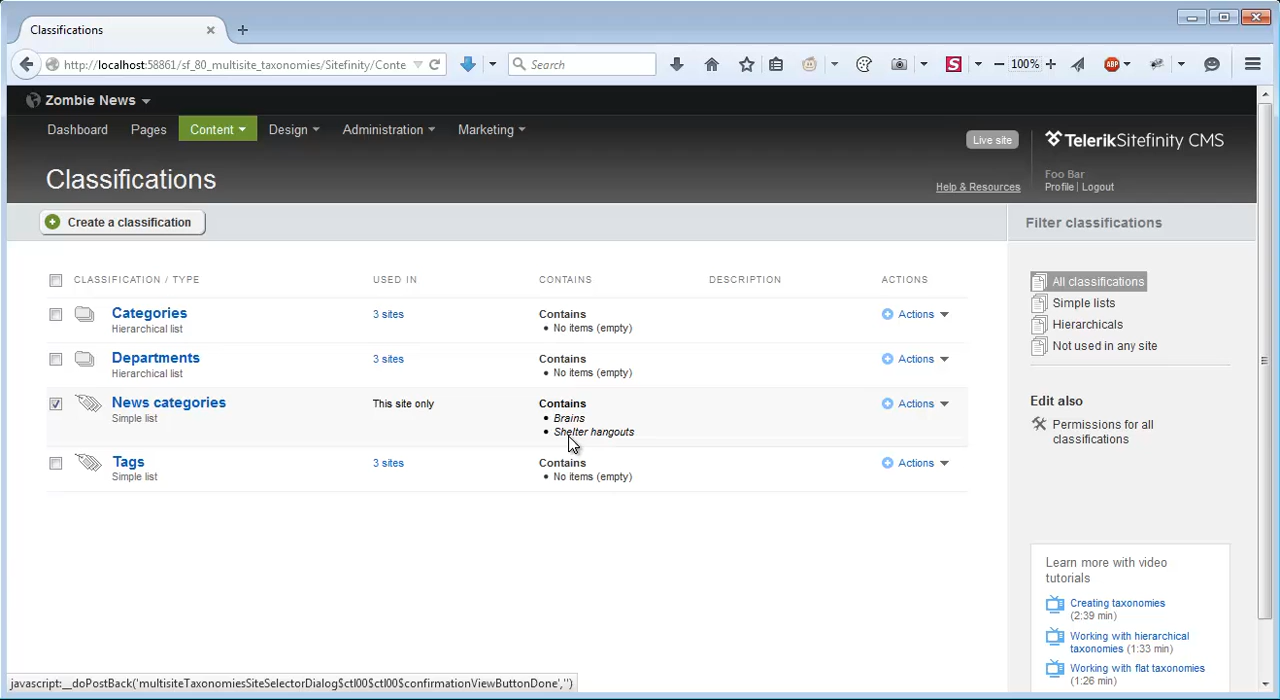 Classifications
http://localhost:58861/sf_80_multisite_taxonomies/Sitefinity/Conte
Search
100%
S
ABP
Zombie News
Dashboard Pages Content Design Administration Marketing
Live site
Telerik Sitefinity CMS
Classifications
Foo Bar
Help & Resources
Profile | Logout
Create a classification
Filter classifications
CLASSIFICATION / TYPE USED IN CONTAINS DESCRIPTION ACTIONS
Categories 3 sites Contains Actions
Hierarchical list • No items (empty)
Departments 3 sites Contains Actions
Hierarchical list • No items (empty)
News categories This site only Contains Actions
Simple list • Brains
• Shelter hangouts
Tags 3 sites Contains Actions
Simple list • No items (empty)
All classifications
Simple lists
Hierarchicals
Not used in any site
Edit also
Permissions for all
classifications
Learn more with video
tutorials
Creating taxonomies
(2:39 min)
Working with hierarchical
taxonomies (1:33 min)
Working with flat taxonomies
(1:26 min)
javascript:__doPostBack('multisiteTaxonomiesSiteSelectorDialog$ctl00$ctl00$confirmationViewButtonDone','')